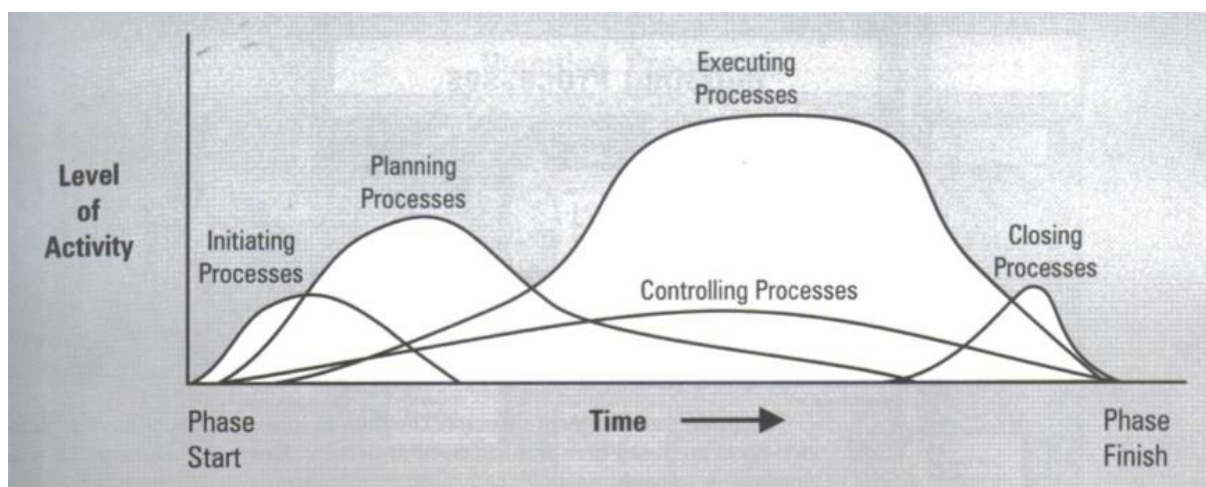 Executing
Processes
Planning
Processes
Level
of
Activity
Initiating
Processes
Closing
Processes
Controlling Processes
Phase
Start
Time
Phase
Finish